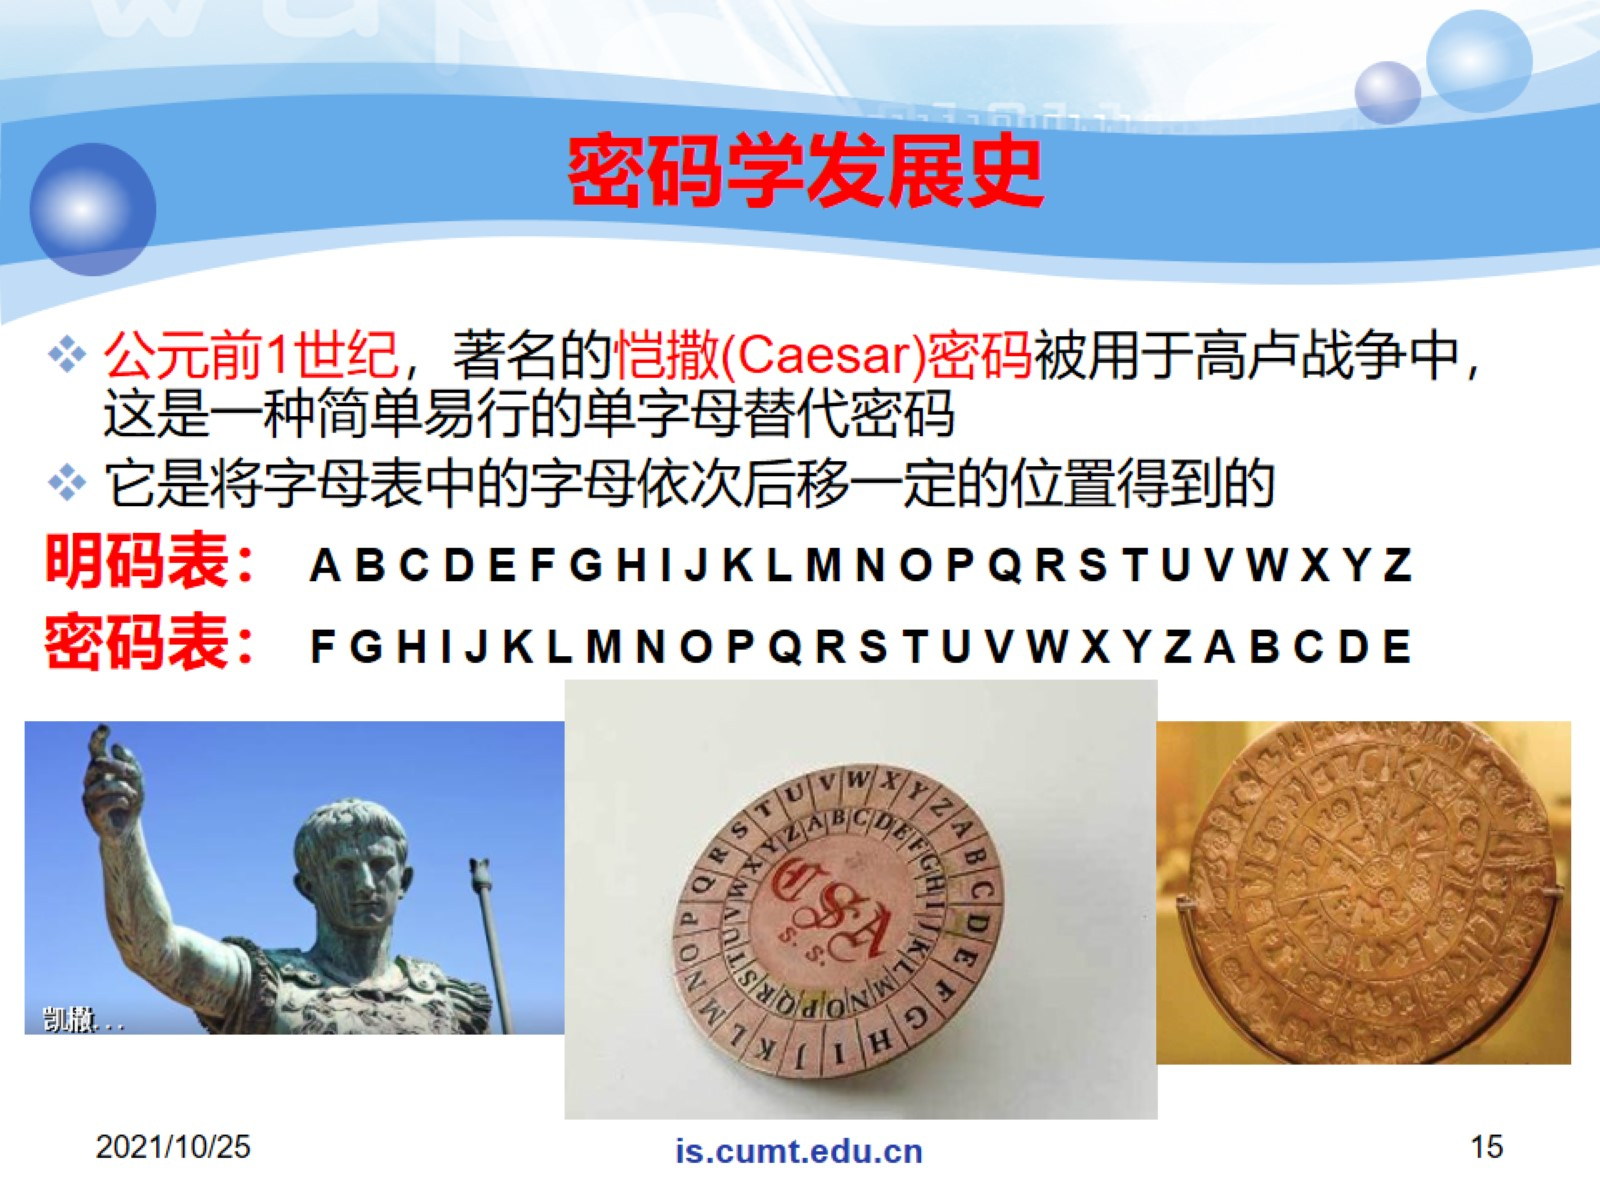 密码学发展史
公元前1世纪，著名的恺撒(Caesar)密码被用于高卢战争中，
这是一种简单易行的单字母替代密码
它是将字母表中的字母依次后移一定的位置得到的
明码表： A B C D E F G H I J K L M N O P Q R S T U V W X Y Z
密码表： F G H I J K L M N O P Q R S T U V W X Y Z A B C D E
A B C D E F G H I J K L M N O P Q R S T U V W X Y Z
A B C D E F G H I J K L M N O P Q R S T U V W X Y Z
CSA
S. S.
凯撒...
2021/10/25
is.cumt.edu.cn
15